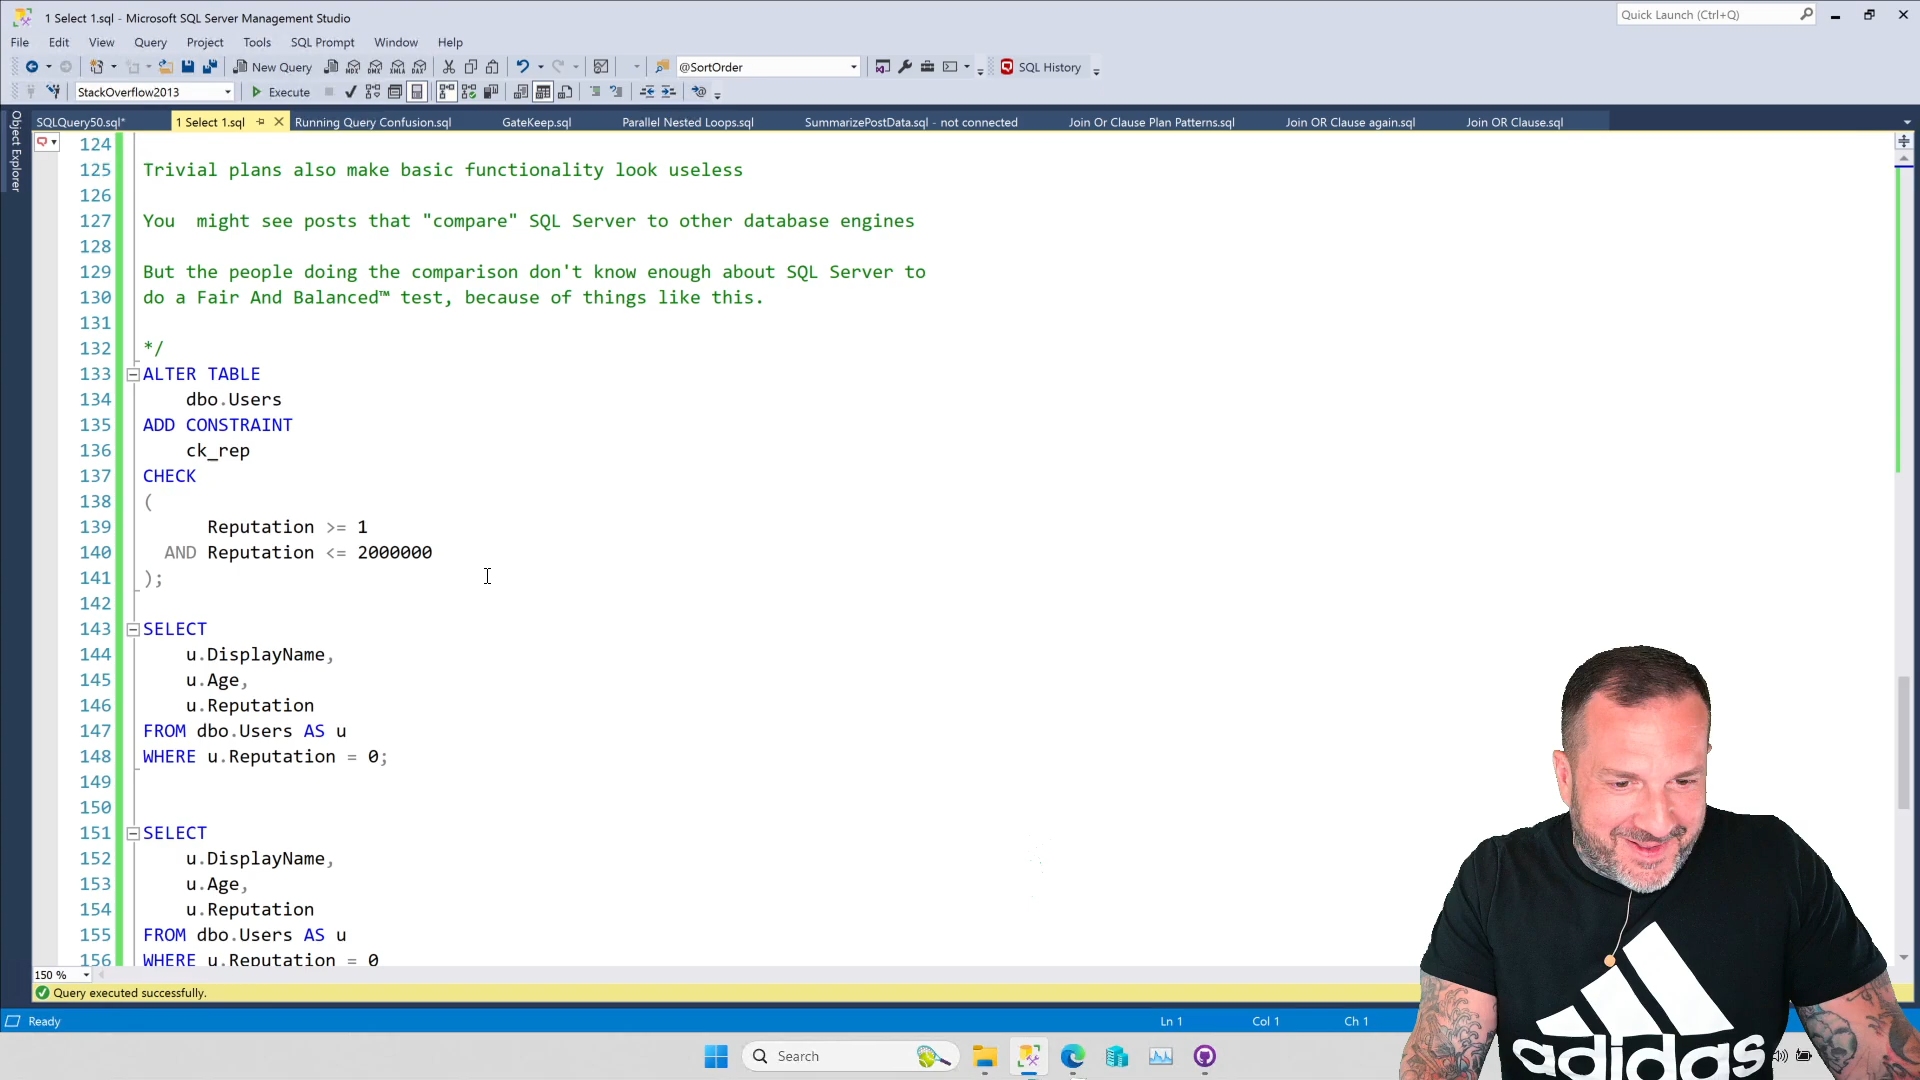 1 Select 1.sql - Microsoft SQL Server Management Studio
Quick Launch (Ctrl+Q)
File Edit View Query Project Tools SQL Prompt Window Help
New Query
MDX DMX XMLA DAX
@SortOrder
SQL History
StackOverflow2013
Execute
SQLQuery50.sql* 1 Select 1.sql Running Query Confusion.sql GateKeep.sql Parallel Nested Loops.sql SummarizePostData.sql - not connected Join Or Clause Plan Patterns.sql Join OR Clause again.sql Join OR Clause.sql
Object Explorer
124
125 Trivial plans also make basic functionality look useless
126
127 You  might see posts that "compare" SQL Server to other database engines
128
129 But the people doing the comparison don't know enough about SQL Server to
130 do a Fair And Balanced™ test, because of things like this.
131
132 */
133 ALTER TABLE
134 dbo.Users
135 ADD CONSTRAINT
136 ck_rep
137 CHECK
138 (
139 Reputation >= 1
140 AND Reputation <= 2000000
141 );
142
143 SELECT
144 u.DisplayName,
145 u.Age,
146 u.Reputation
147 FROM dbo.Users AS u
148 WHERE u.Reputation = 0;
149
150
151 SELECT
152 u.DisplayName,
153 u.Age,
154 u.Reputation
155 FROM dbo.Users AS u
156 WHERE u.Reputation = 0
150 %
Query executed successfully.
Ready Ln 1 Col 1 Ch 1
Search
adidas